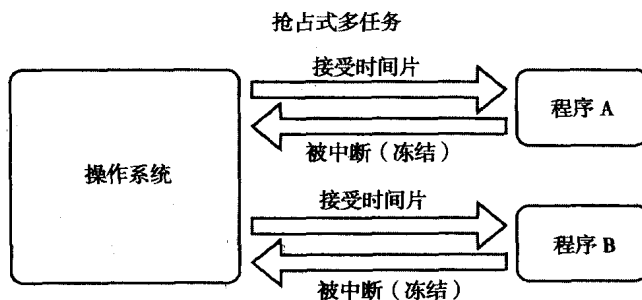 抢占式多任务
接受时间片
程序 A
被中断（冻结）
操作系统
接受时间片
程序 B
被中断（冻结）